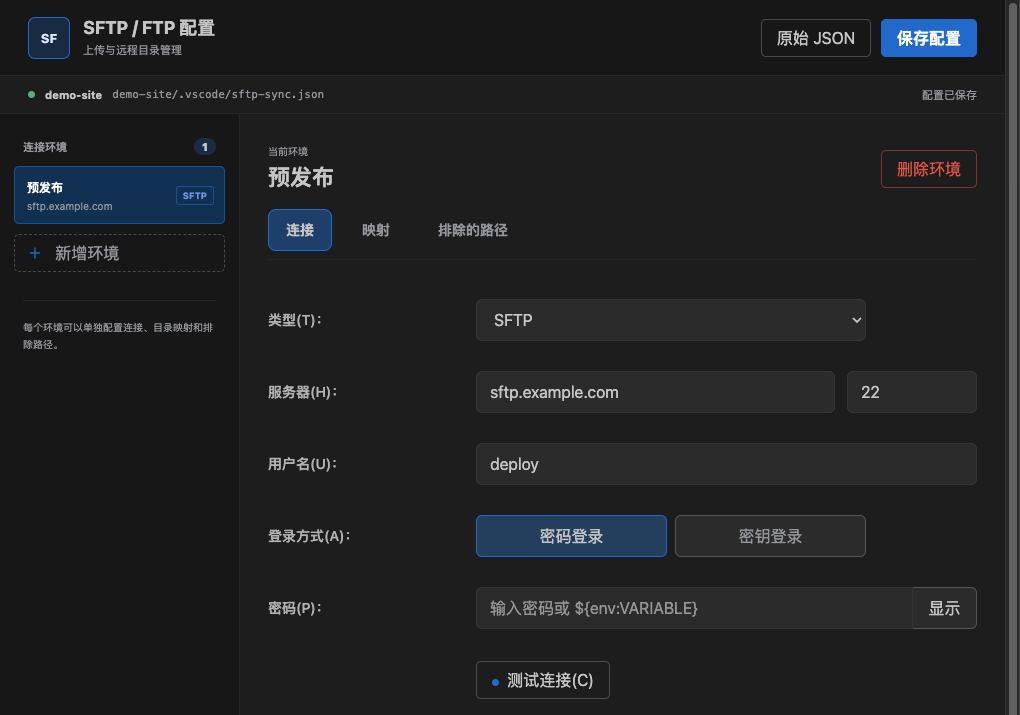 SF
SFTP / FTP 配置
上传与远程目录管理
原始 JSON
保存配置
demo-site demo-site/.vscode/sftp-sync.json
配置已保存
连接环境
1
预发布
sftp.example.com
SFTP
+ 新增环境
每个环境可以单独配置连接、目录映射和排
除路径。
当前环境
预发布
删除环境
连接
映射
排除的路径
类型(T):
SFTP
服务器(H):
sftp.example.com
22
用户名(U):
deploy
登录方式(A):
密码登录
密钥登录
密码(P):
输入密码或 ${env:VARIABLE}
显示
测试连接(C)